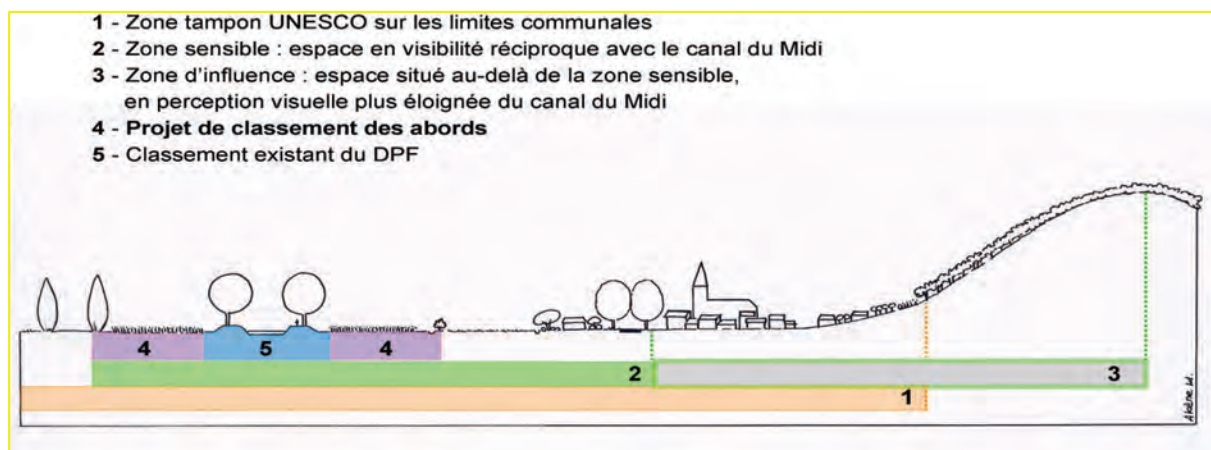 1 - Zone tampon UNESCO sur les limites communales
2 - Zone sensible : espace en visibilité réciproque avec le canal du Midi
3 - Zone d'influence : espace situé au-delà de la zone sensible,
en perception visuelle plus éloignée du canal du Midi
4 - Projet de classement des abords
5 - Classement existant du DPF
4
5
4
2
3
1